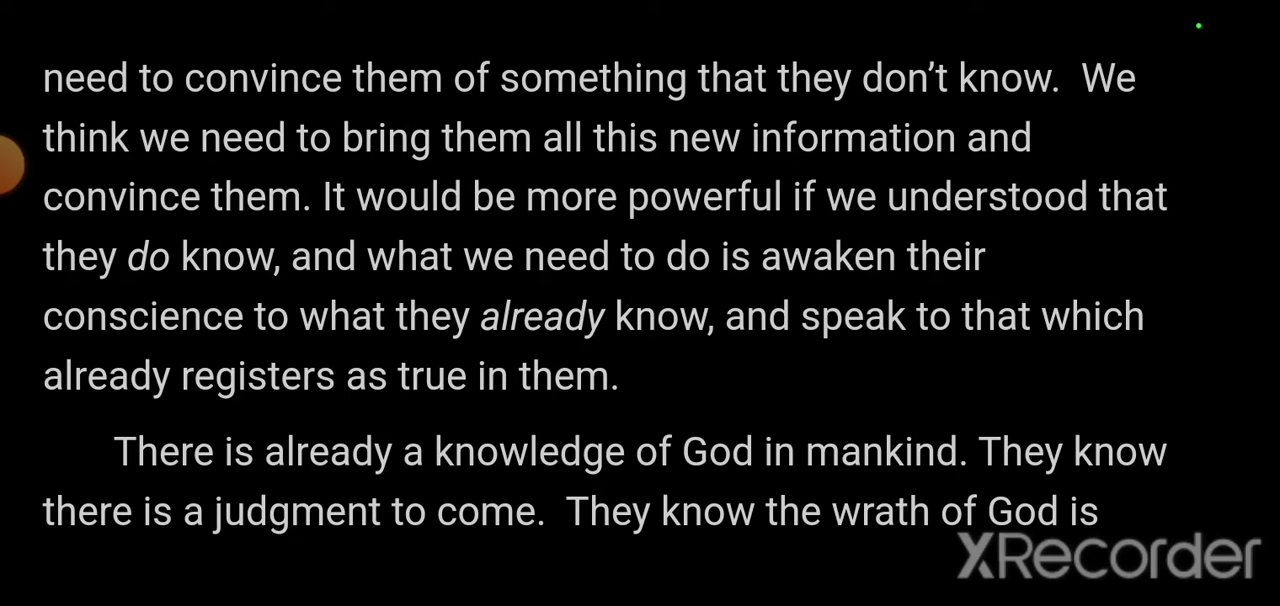 need to convince them of something that they don’t know.  We
think we need to bring them all this new information and
convince them. It would be more powerful if we understood that
they do know, and what we need to do is awaken their
conscience to what they already know, and speak to that which
already registers as true in them.
There is already a knowledge of God in mankind. They know
there is a judgment to come.  They know the wrath of God is
XRecorder